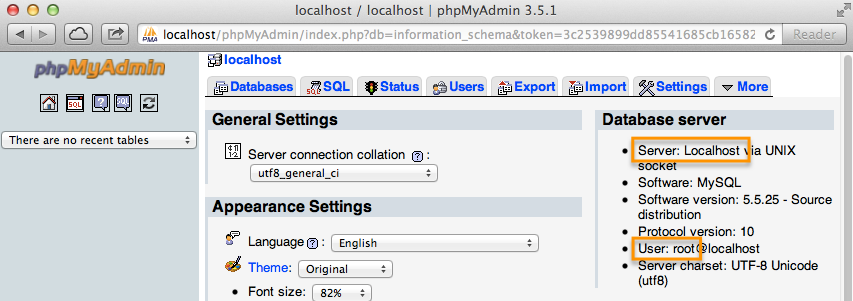 localhost / localhost | phpMyAdmin 3.5.1
PMA
localhost/phpMyAdmin/index.php?db=information_schema&token=3c2539899dd85541685cb16582
Reader
phpMyAdmin
SQL
SQL
There are no recent tables
localhost
Databases
SQL
Status
Users
Export
Import
Settings
More
General Settings
Server connection collation :
utf8_general_ci
Appearance Settings
Language :
English
Theme:
Original
• Font size:
82%
Database server
• Server: Localhost via UNIX
socket
• Software: MySQL
• Software version: 5.5.25 - Source
distribution
• Protocol version: 10
• User: root@localhost
• Server charset: UTF-8 Unicode
(utf8)